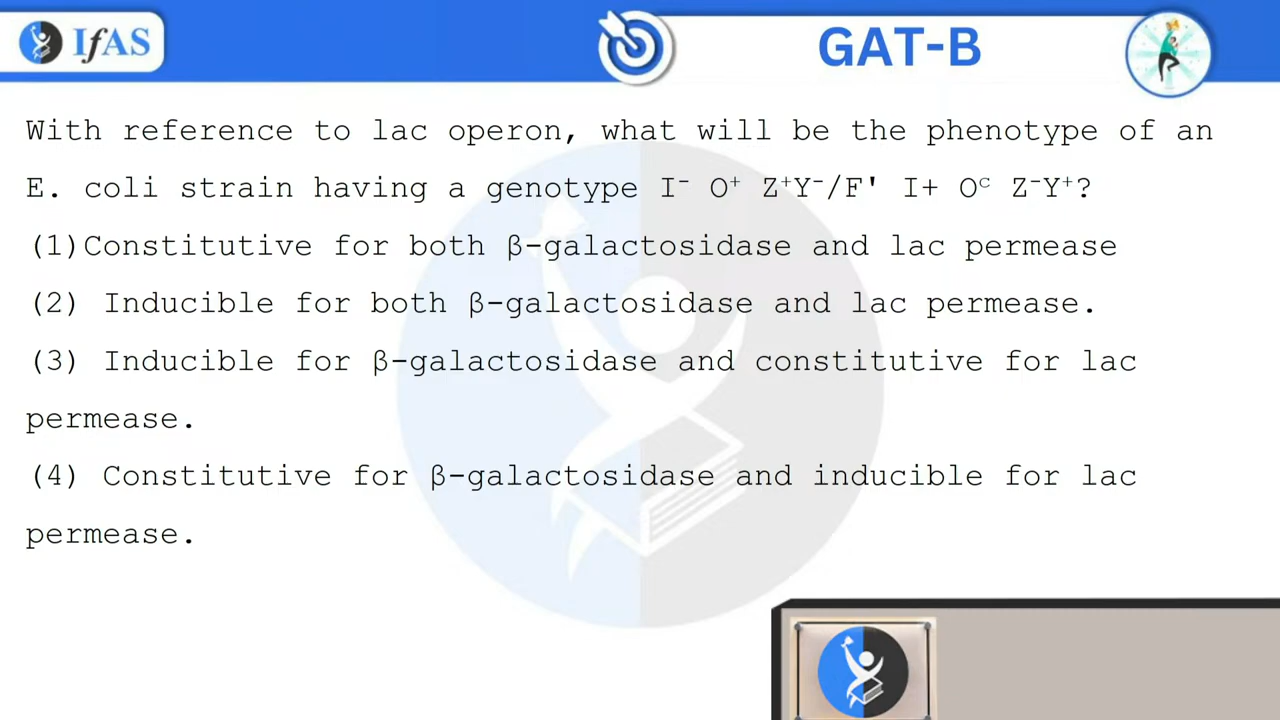 IfAS
GAT-B
With reference to lac operon, what will be the phenotype of an
E. coli strain having a genotype I⁻ O⁺ Z⁺Y⁻/F' I+ Oᶜ Z⁻Y⁺?
(1)Constitutive for both β-galactosidase and lac permease
(2) Inducible for both β-galactosidase and lac permease.
(3) Inducible for β-galactosidase and constitutive for lac
permease.
(4) Constitutive for β-galactosidase and inducible for lac
permease.